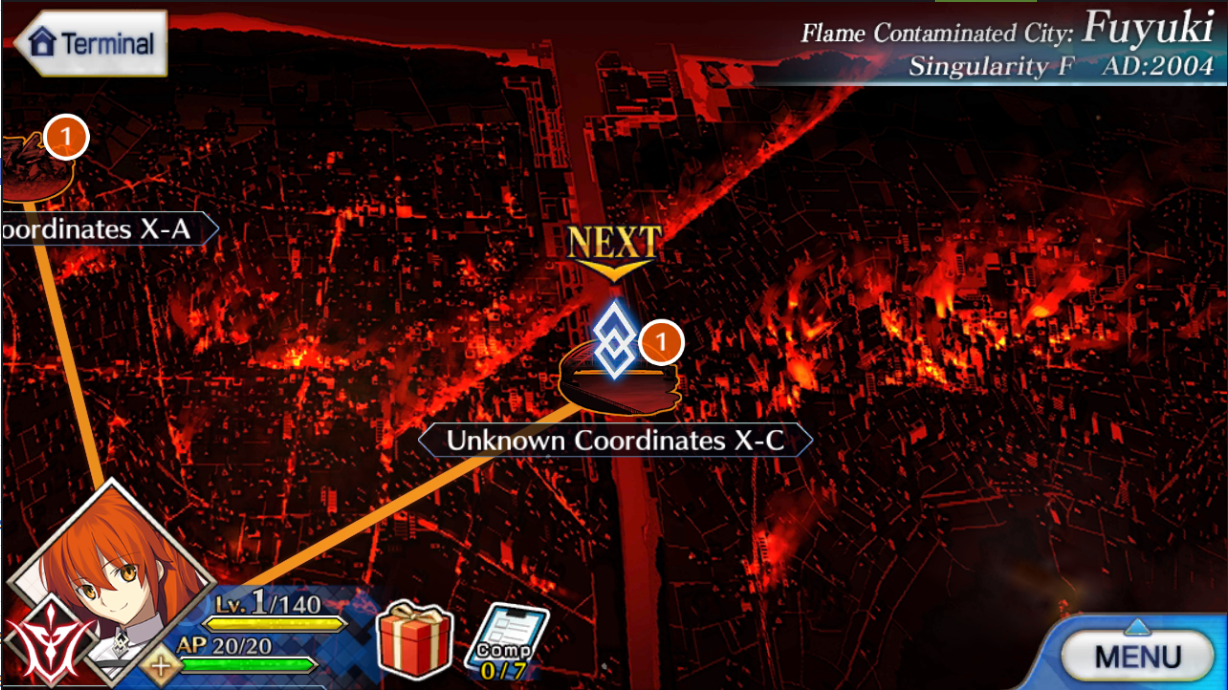 Terminal
Flame Contaminated City: Fuyuki
Singularity F AD:2004
1
oordinates X-A
NEXT
1
Unknown Coordinates X-C
Lv. 1/140
AP 20/20
Comp
0/7
MENU